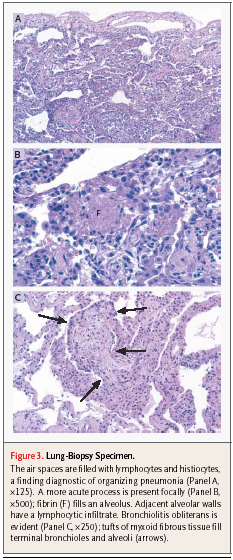 A
B
F
C
Figure 3. Lung-Biopsy Specimen.
The air spaces are filled with lymphocytes and histiocytes,
a finding diagnostic of organizing pneumonia (Panel A,
×125). A more acute process is present focally (Panel B,
×500); fibrin (F) fills an alveolus. Adjacent alveolar walls
have a lymphocytic infiltrate. Bronchiolitis obliterans is
evident (Panel C, ×250); tufts of myxoid fibrous tissue fill
terminal bronchioles and alveoli (arrows).